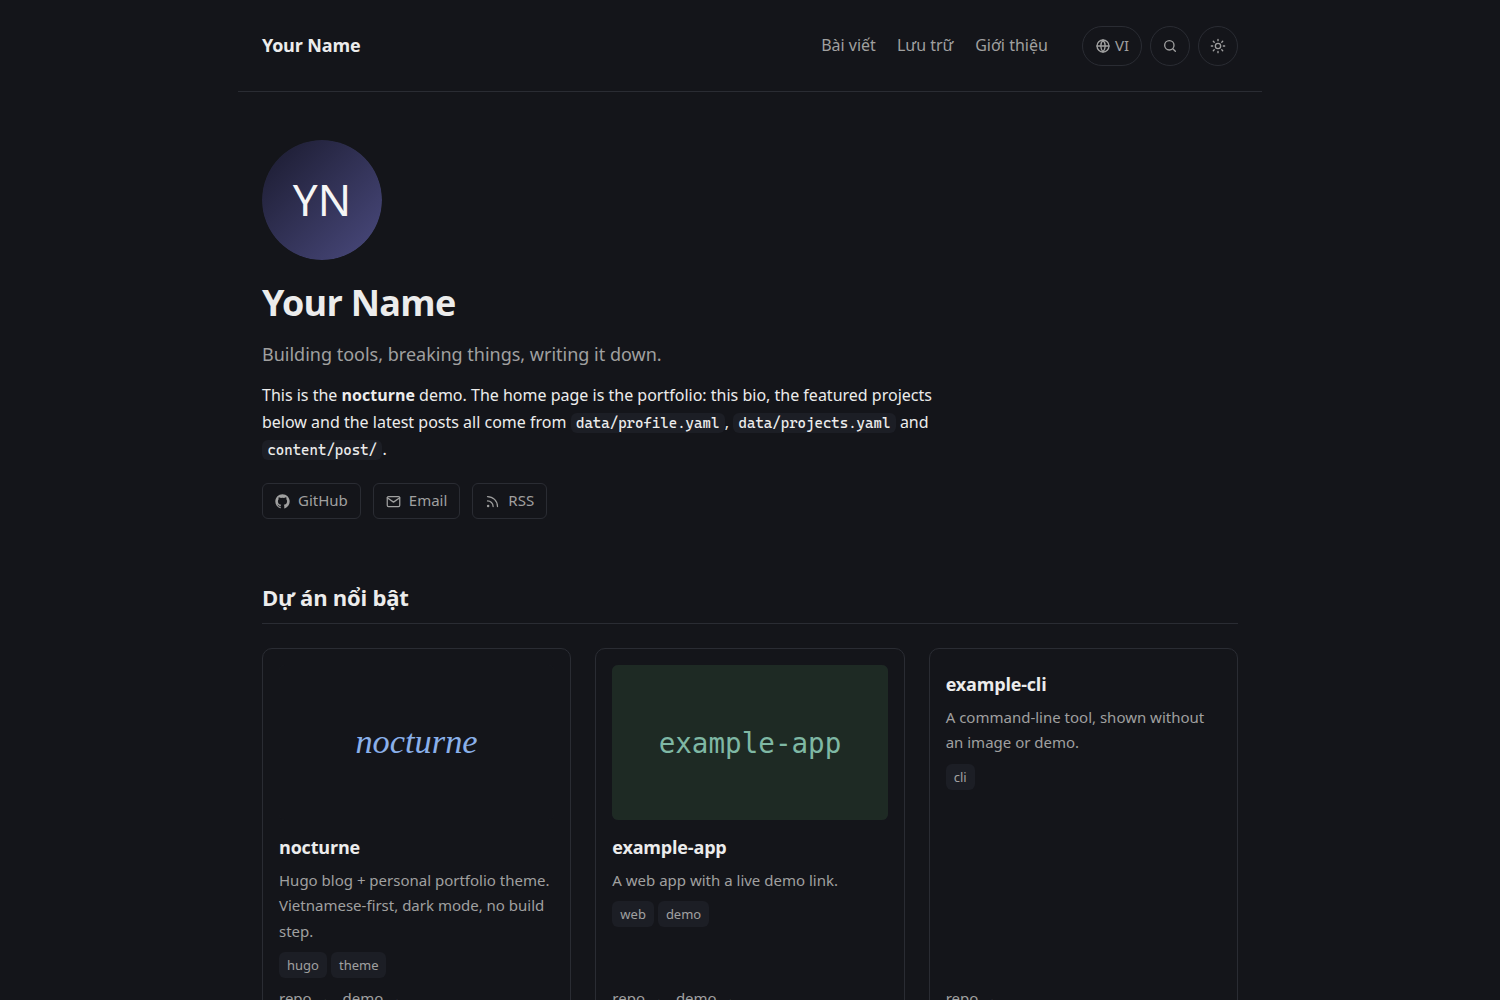 Your Name
Bài viết Lưu trữ Giới thiệu VI
YN
Your Name
Building tools, breaking things, writing it down.
This is the nocturne demo. The home page is the portfolio: this bio, the featured projects
below and the latest posts all come from data/profile.yaml, data/projects.yaml and
content/post/.
GitHub Email RSS
Dự án nổi bật
nocturne
nocturne
Hugo blog + personal portfolio theme.
Vietnamese-first, dark mode, no build
step.
hugo theme
repo demo
example-app
example-app
A web app with a live demo link.
web demo
repo demo
example-cli
A command-line tool, shown without
an image or demo.
cli
repo